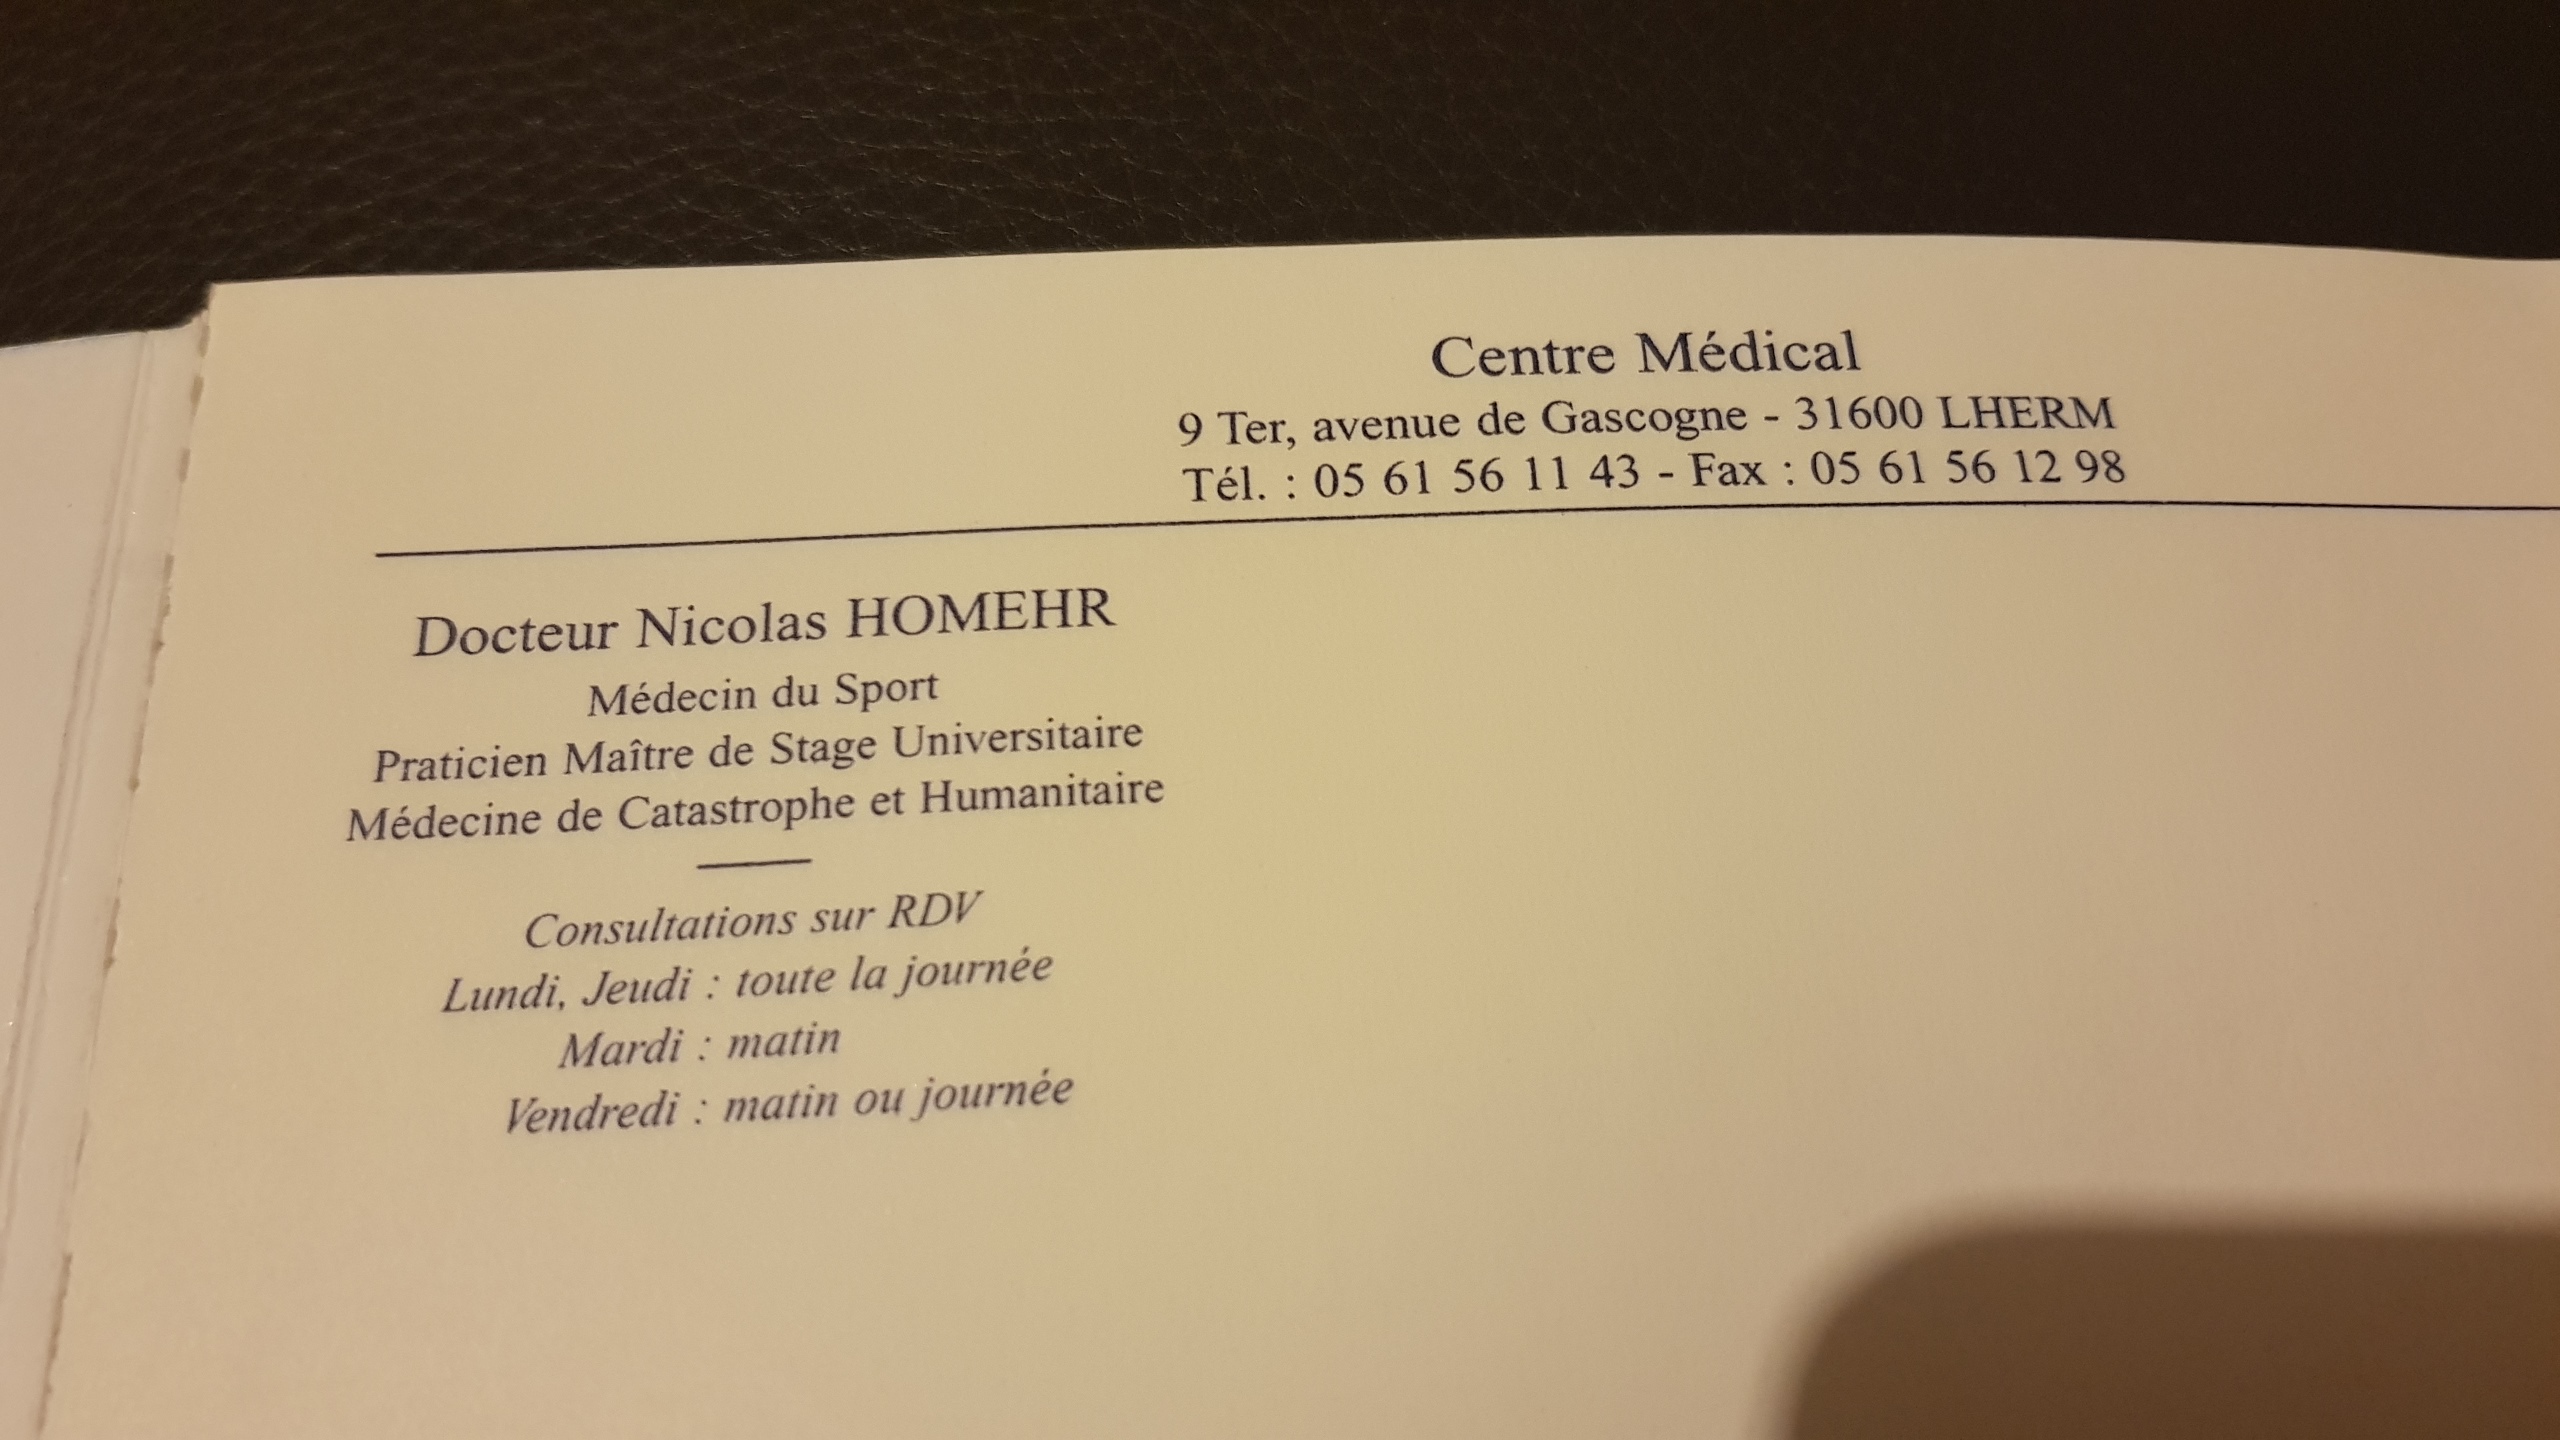 Centre Médical
9 Ter, avenue de Gascogne - 31600 LHERM
Tél. : 05 61 56 11 43 - Fax : 05 61 56 12 98
Docteur Nicolas HOMEHR
Médecin du Sport
Praticien Maître de Stage Universitaire
Médecine de Catastrophe et Humanitaire
Consultations sur RDV
Lundi, Jeudi : toute la journée
Mardi : matin
Vendredi : matin ou journée